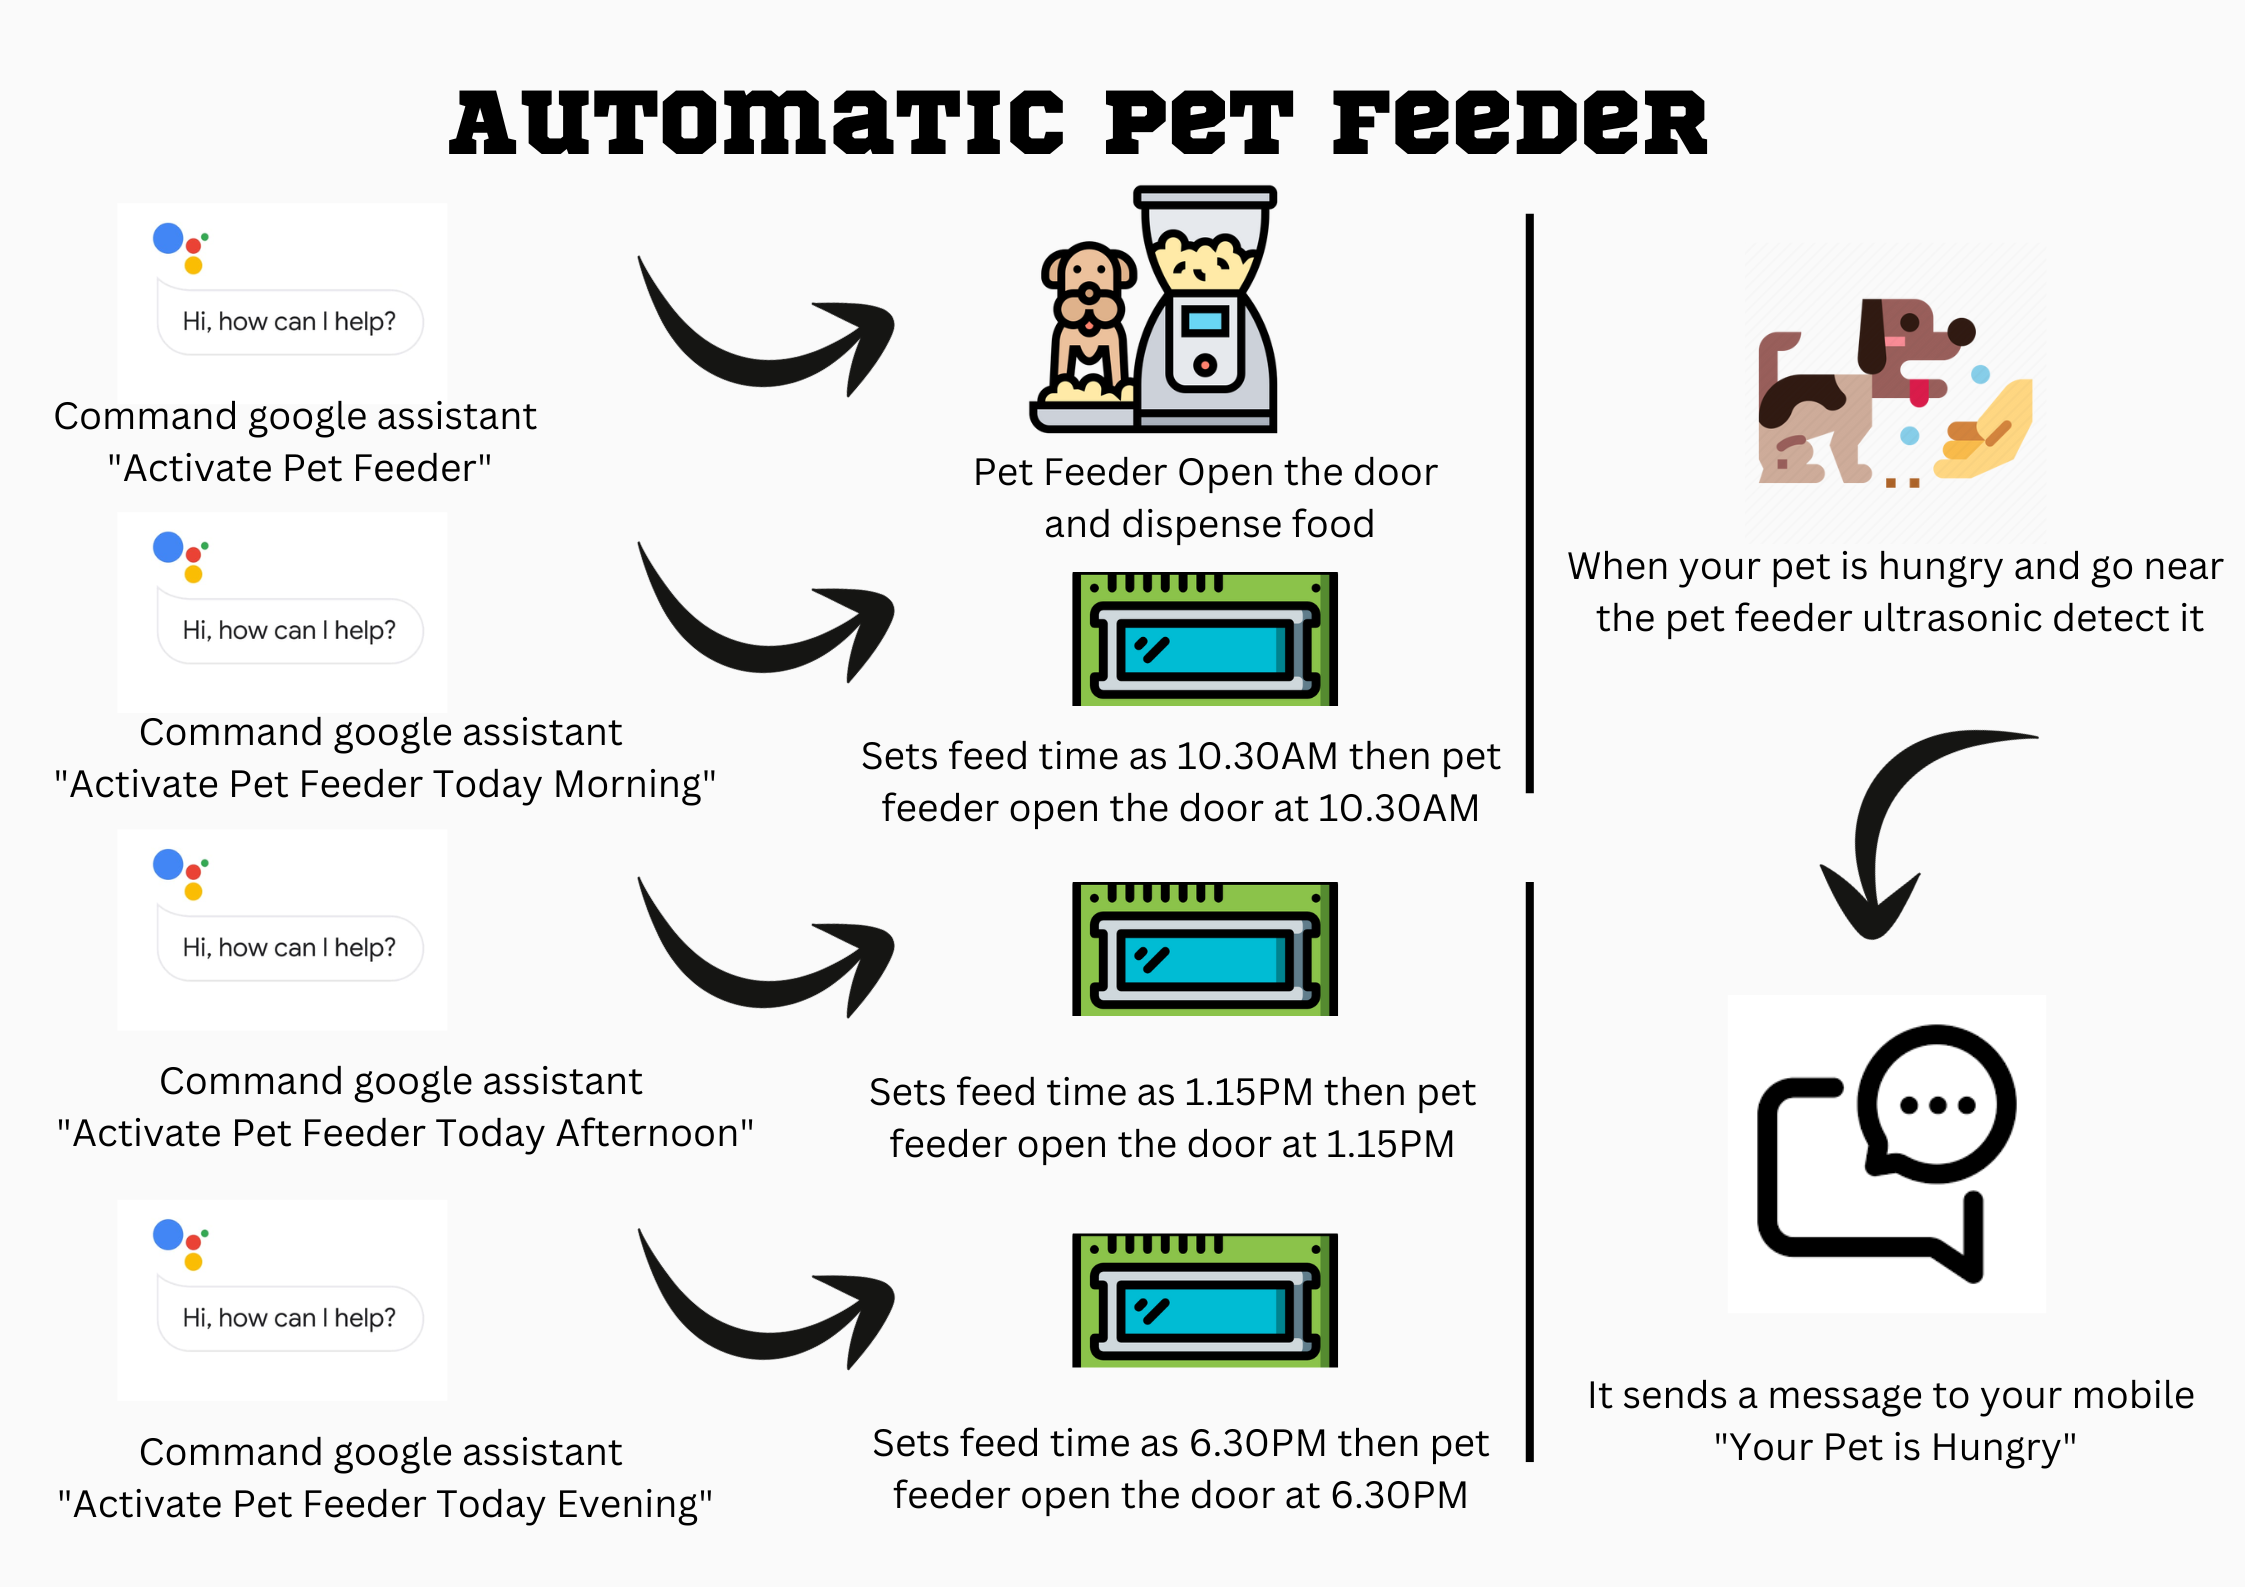 AUTOMATIC PET FEEDER
Hi, how can I help?
Command google assistant
"Activate Pet Feeder"
Pet Feeder Open the door
and dispense food
Hi, how can I help?
Command google assistant
"Activate Pet Feeder Today Morning"
Sets feed time as 10.30AM then pet
feeder open the door at 10.30AM
Hi, how can I help?
Command google assistant
"Activate Pet Feeder Today Afternoon"
Sets feed time as 1.15PM then pet
feeder open the door at 1.15PM
Hi, how can I help?
Command google assistant
"Activate Pet Feeder Today Evening"
Sets feed time as 6.30PM then pet
feeder open the door at 6.30PM
When your pet is hungry and go near
the pet feeder ultrasonic detect it
It sends a message to your mobile
"Your Pet is Hungry"